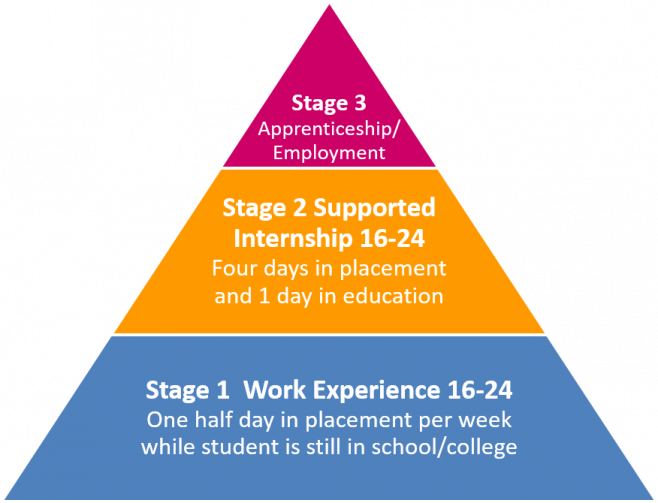 Stage 3
Apprenticeship/
Employment
Stage 2 Supported
Internship 16-24
Four days in placement
and 1 day in education
Stage 1  Work Experience 16-24
One half day in placement per week
while student is still in school/college